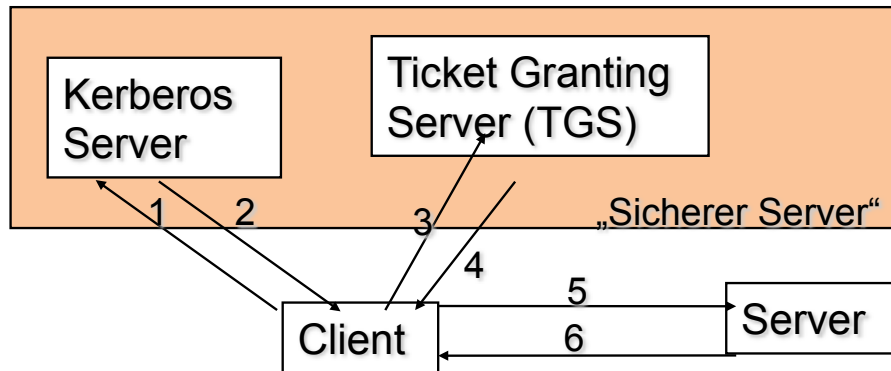 Kerberos
Server
Ticket Granting
Server (TGS)
1
2
3
„Sicherer Server“
4
5
Client
Server
6